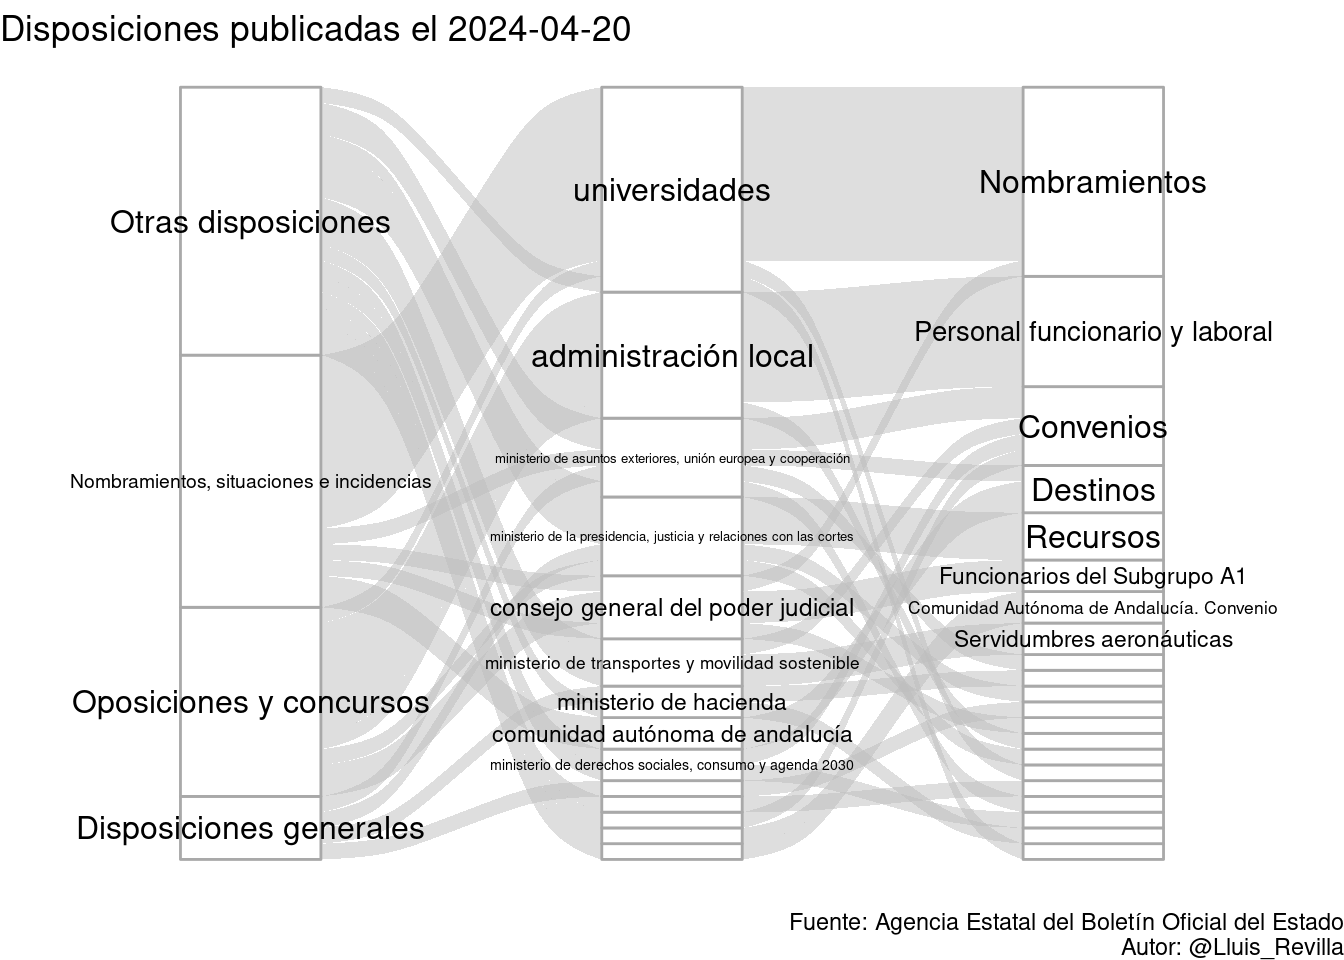 Disposiciones publicadas el 2024-04-20
Otras disposiciones
Nombramientos, situaciones e incidencias
Oposiciones y concursos
Disposiciones generales
universidades
administración local
ministerio de asuntos exteriores, unión europea y cooperación
ministerio de la presidencia, justicia y relaciones con las cortes
consejo general del poder judicial
ministerio de transportes y movilidad sostenible
ministerio de hacienda
comunidad autónoma de andalucía
ministerio de derechos sociales, consumo y agenda 2030
Nombramientos
Personal funcionario y laboral
Convenios
Destinos
Recursos
Funcionarios del Subgrupo A1
Comunidad Autónoma de Andalucía. Convenio
Servidumbres aeronáuticas
Fuente: Agencia Estatal del Boletín Oficial del Estado
Autor: @Lluis_Revilla